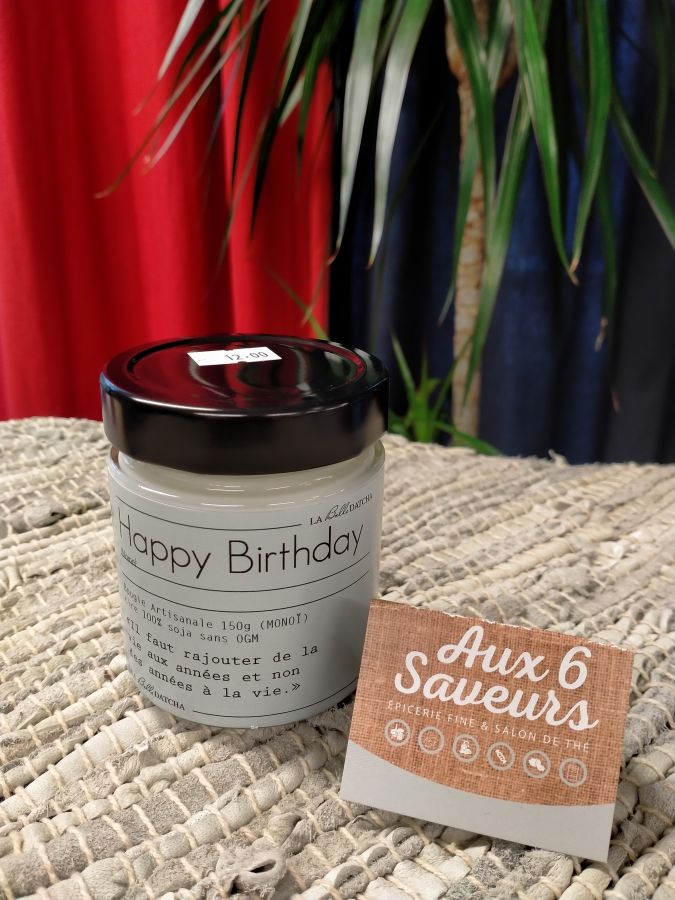 12.00
LA Belle DATCHA
Happy Birthday
Bougie Artisanale 150g (MONOÏ)
Cire 100% soja sans OGM
«Il faut rajouter de la
vie aux années et non
des années à la vie.»
Belle DATCHA
Aux 6
Saveurs
EPICERIE FINE & SALON DE THÉ